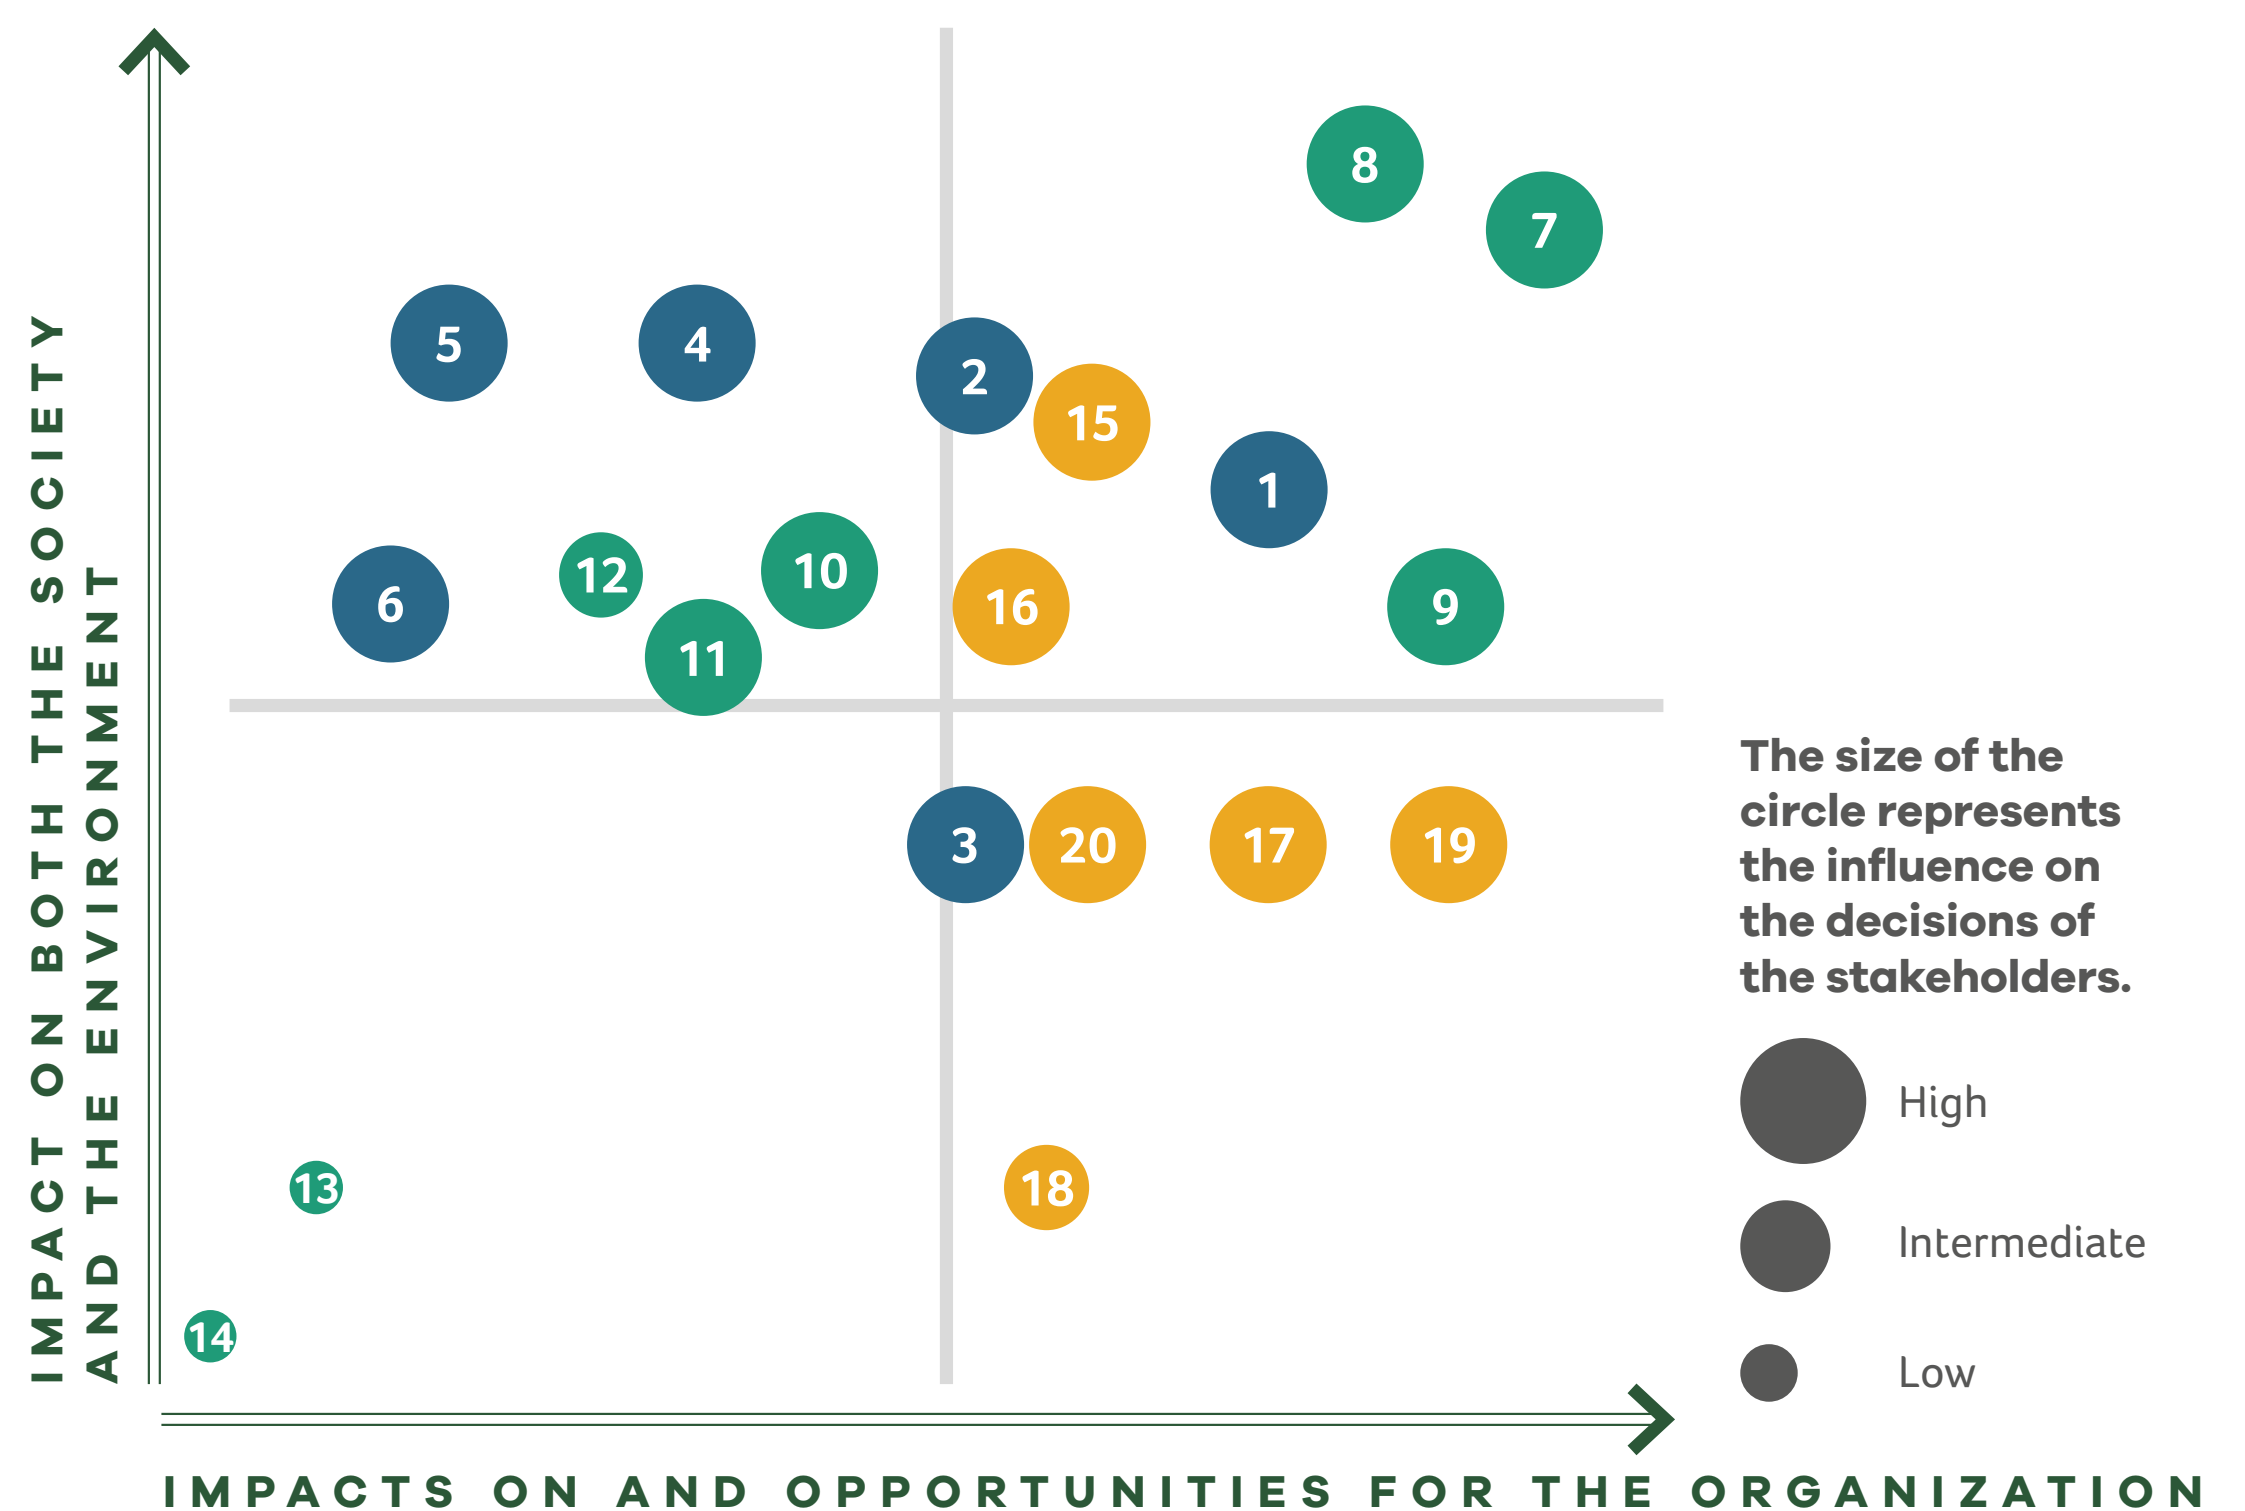 IMPACT ON BOTH THE SOCIETY
AND THE ENVIRONMENT
8
7
5
4
2
15
1
12
10
6
16
9
11
3
20
17
19
13
18
14
The size of the
circle represents
the influence on
the decisions of
the stakeholders.
High
Intermediate
Low
IMPACTS ON AND OPPORTUNITIES FOR THE ORGANIZATION